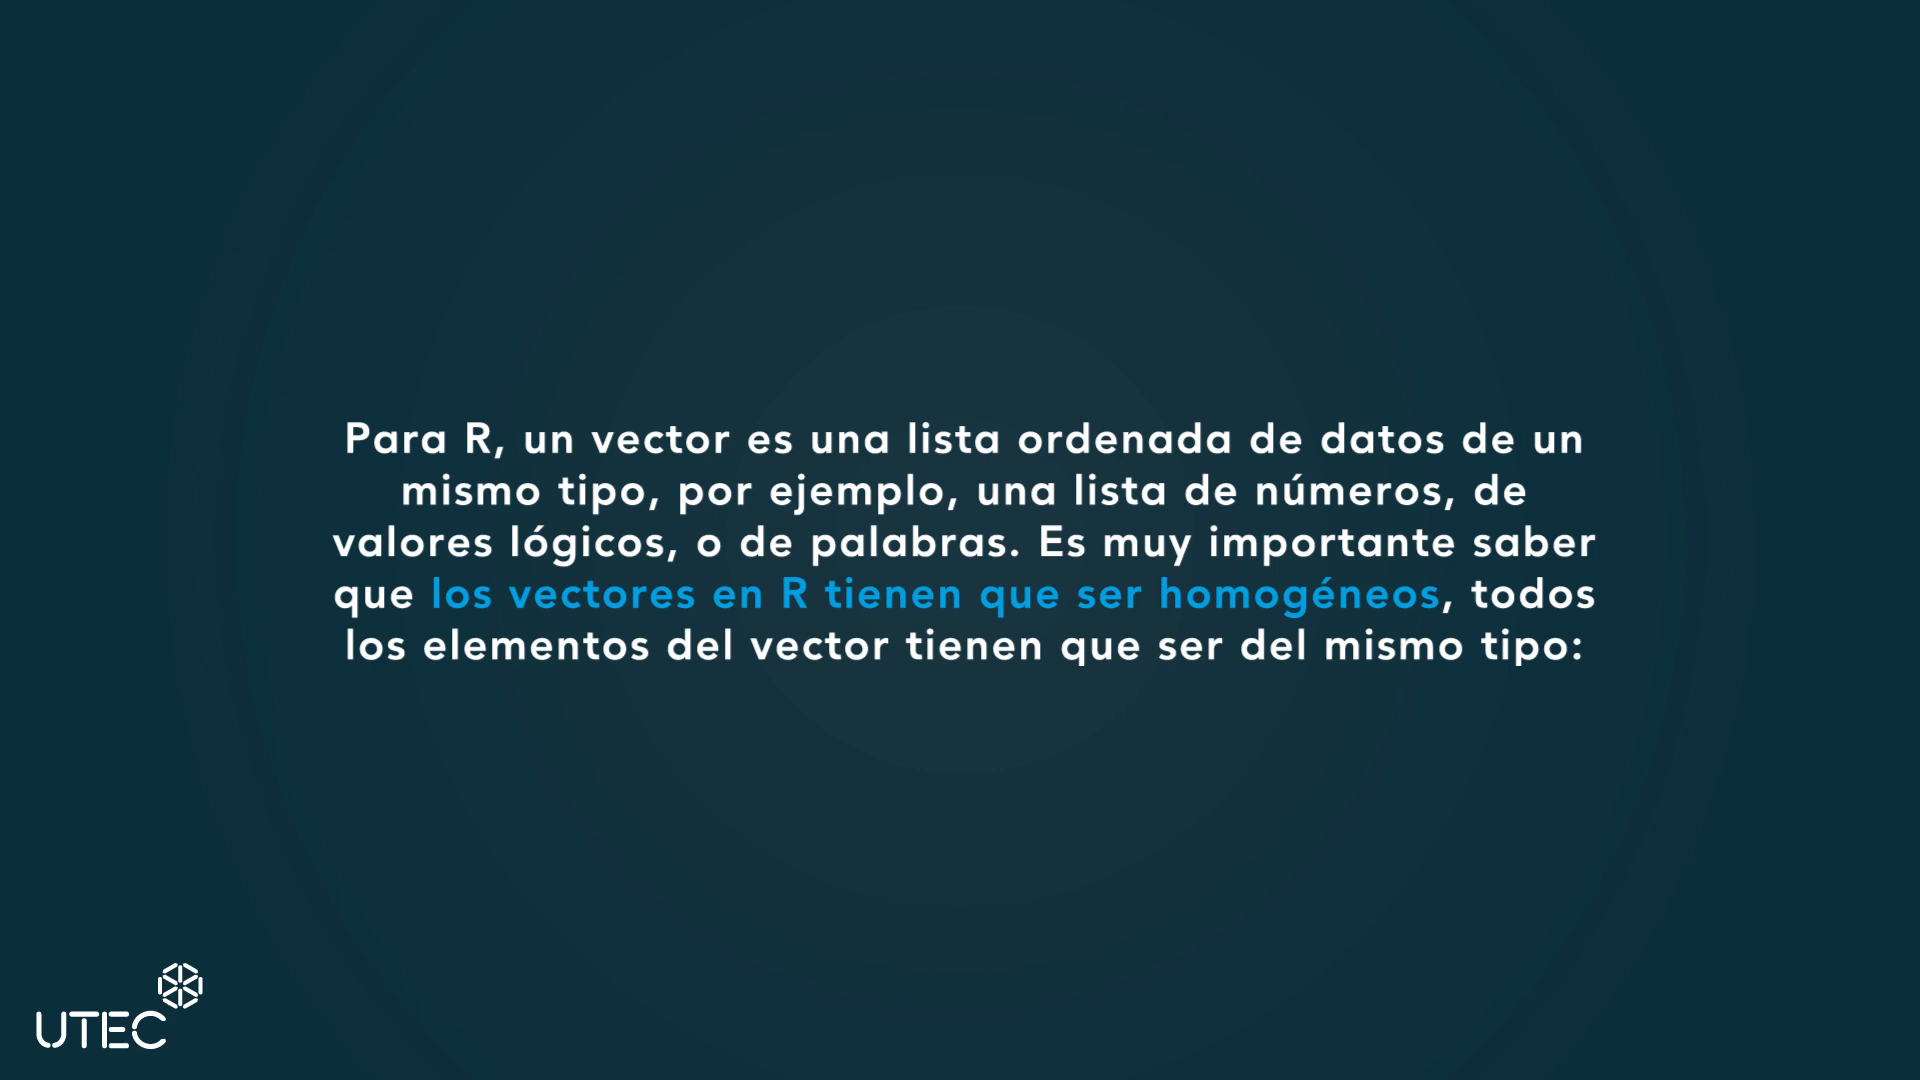 Para R, un vector es una lista ordenada de datos de un
mismo tipo, por ejemplo, una lista de números, de
valores lógicos, o de palabras. Es muy importante saber
que los vectores en R tienen que ser homogéneos, todos
los elementos del vector tienen que ser del mismo tipo:
UTEC